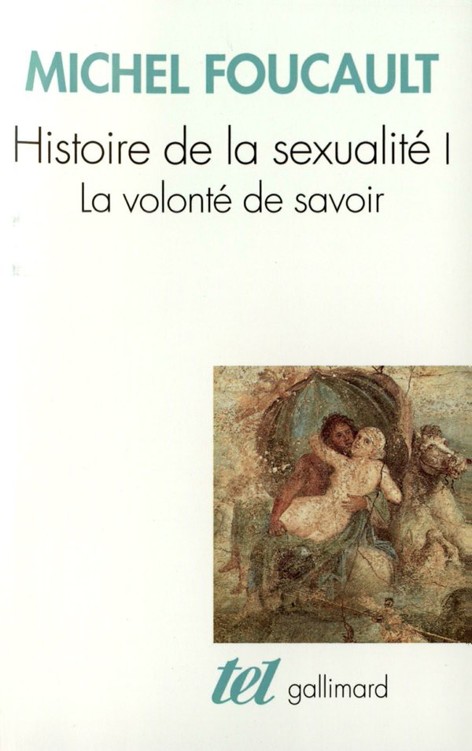 MICHEL FOUCAULT
Histoire de la sexualité I
La volonté de savoir
tel gallimard